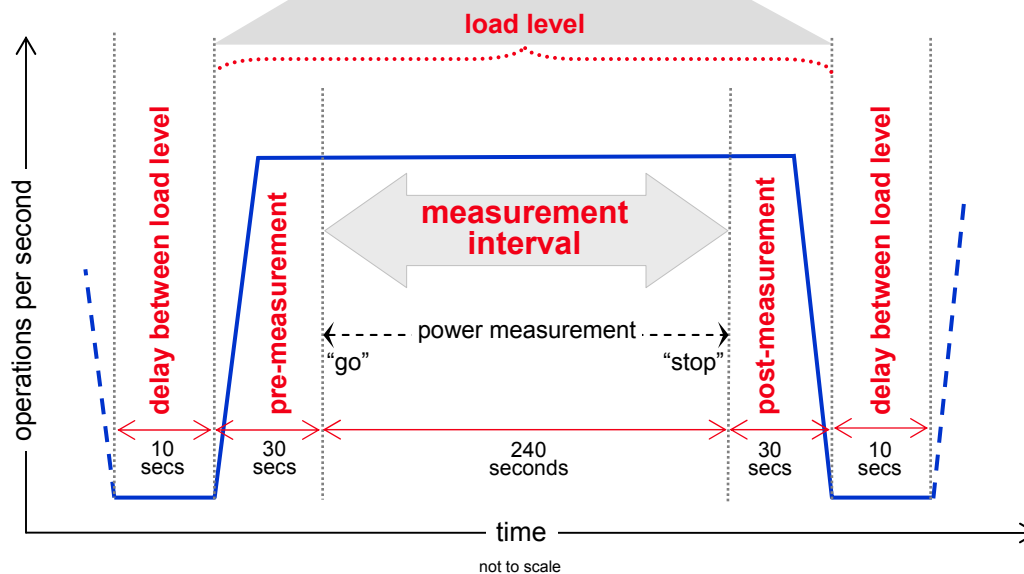 load level
operations per second
delay between load level
pre-measurement
measurement
interval
post-measurement
delay between load level
power measurement
“go”
“stop”
10
secs
30
secs
240
seconds
30
secs
10
secs
time
not to scale